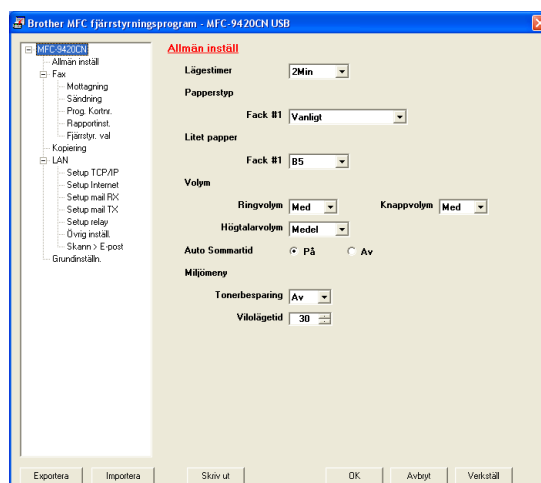 Brother MFC fjärrstyrningsprogram - MFC-9420CN USB
MFC-9420CN
Allmän inställ
Fax
Mottagning
Sändning
Prog. Kortnr.
Rapportinst.
Fjärrstyr. val
Kopiering
LAN
Setup TCP/IP
Setup Internet
Setup mail RX
Setup mail TX
Setup relay
Övrig inställ.
Skann > E-post
Grundinställn.
Allmän inställ
Lägestimer 2Min
Papperstyp
Fack #1 Vanligt
Litet papper
Fack #1 B5
Volym
Ringvolym Med Knappvolym Med
Högtalarvolym Medel
Auto Sommartid På Av
Miljömeny
Tonerbesparing Av
Vilolägetid 30
Exportera Importera Skriv ut OK Avbryt Verkställ